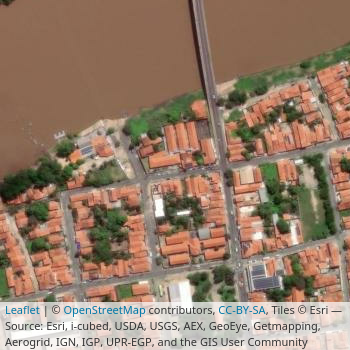 Leaflet | © OpenStreetMap contributors, CC-BY-SA, Tiles © Esri —
Source: Esri, i-cubed, USDA, USGS, AEX, GeoEye, Getmapping,
Aerogrid, IGN, IGP, UPR-EGP, and the GIS User Community